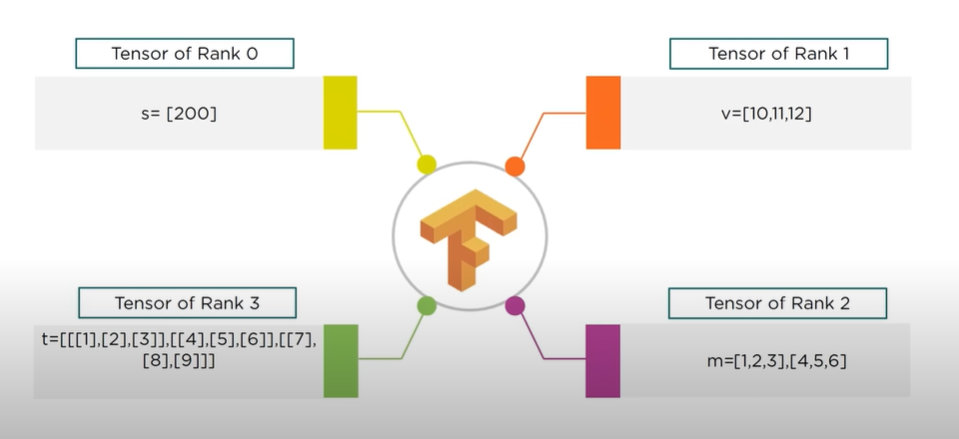 Tensor of Rank 0
s= [200]
Tensor of Rank 1
v=[10,11,12]
Tensor of Rank 3
t=[[[1],[2],[3]],[[4],[5],[6]],[[7],
[8],[9]]]
Tensor of Rank 2
m=[1,2,3],[4,5,6]